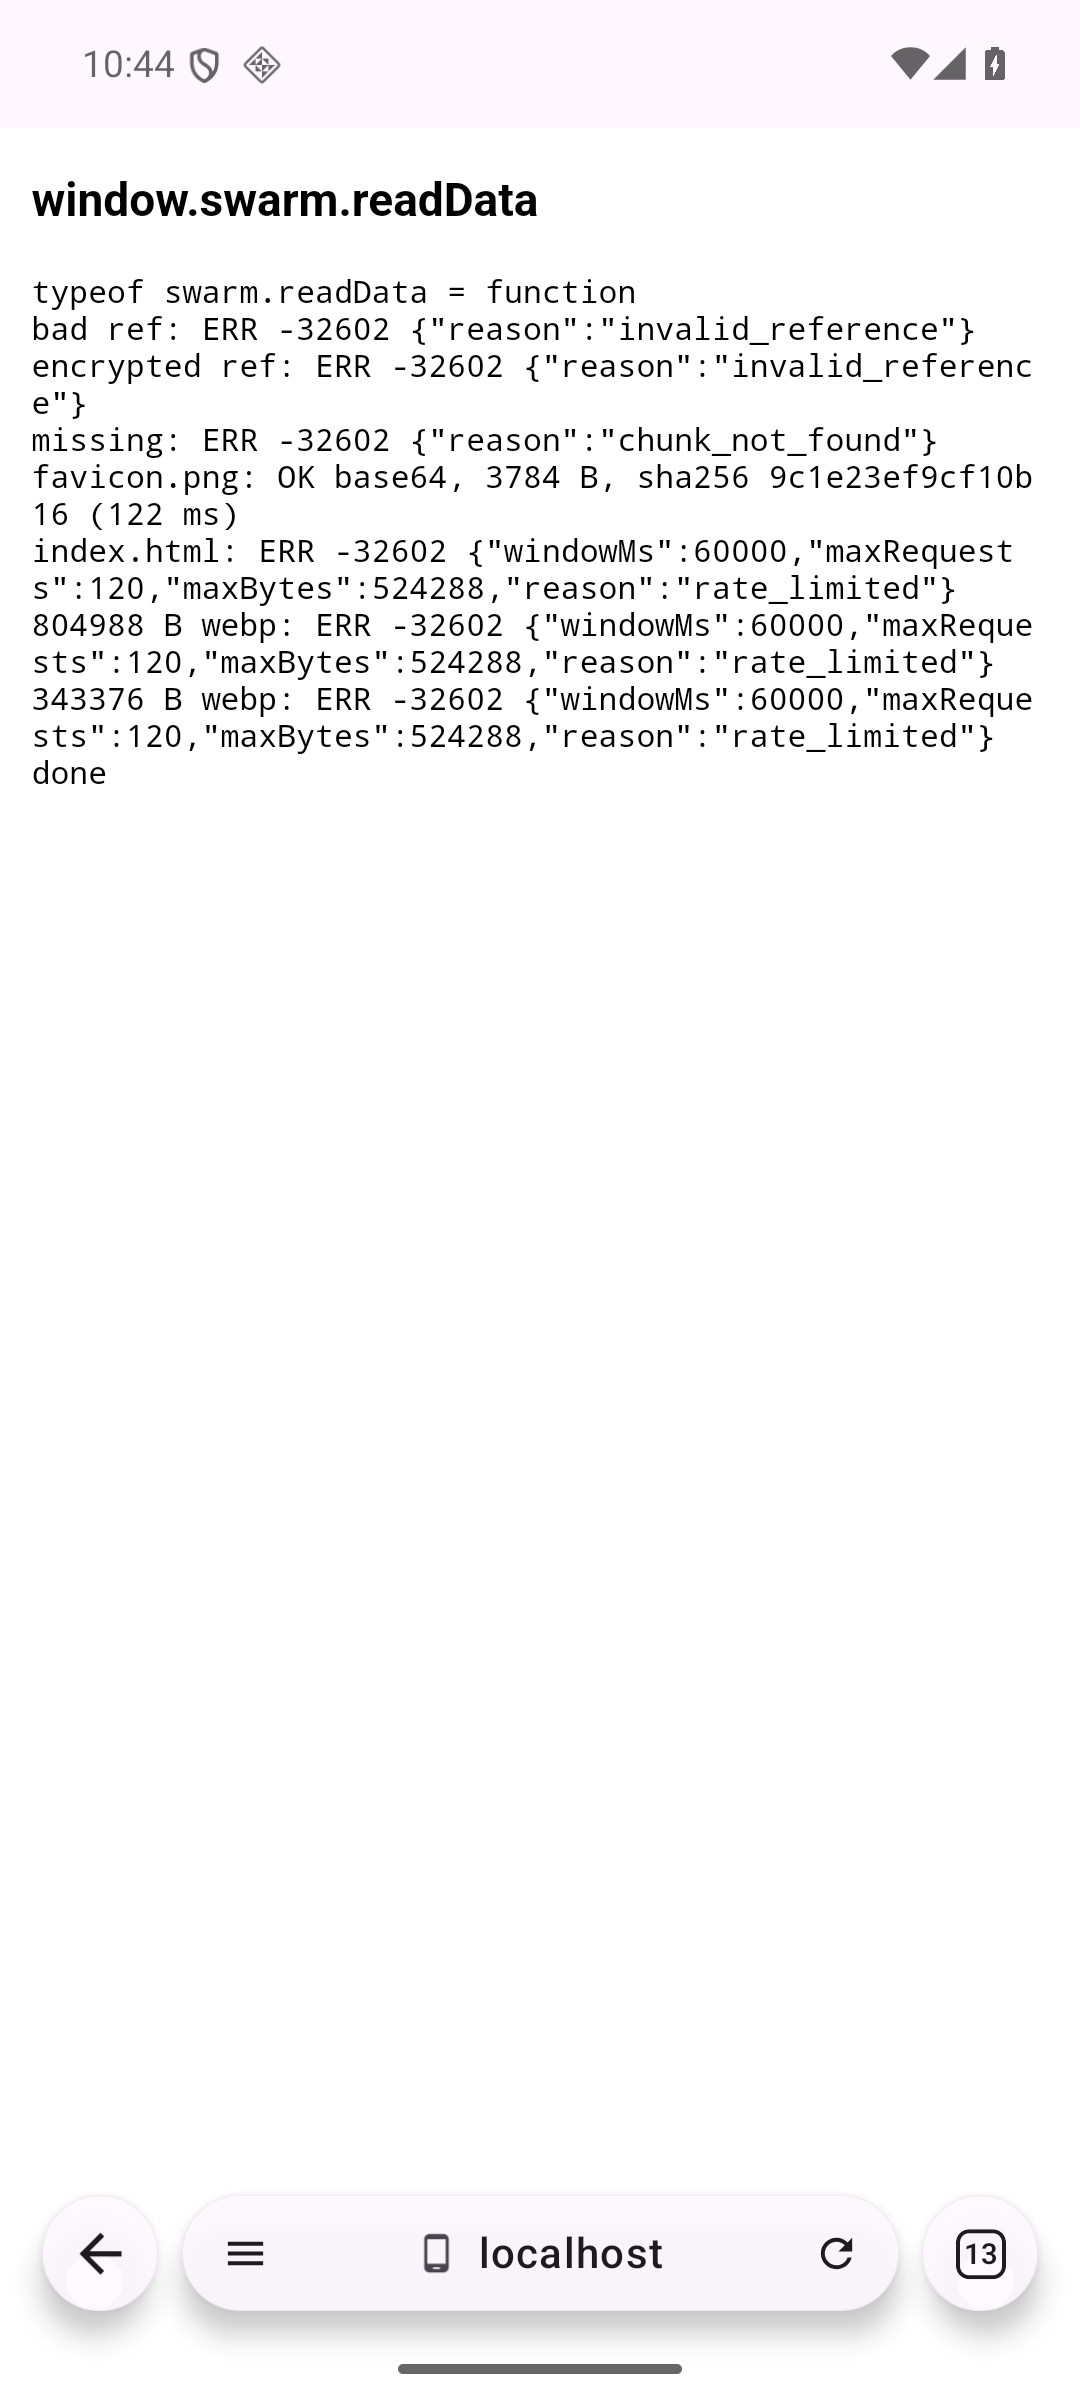 10:44
window.swarm.readData
typeof swarm.readData = function
bad ref: ERR -32602 {"reason":"invalid_reference"}
encrypted ref: ERR -32602 {"reason":"invalid_referenc
e"}
missing: ERR -32602 {"reason":"chunk_not_found"}
favicon.png: OK base64, 3784 B, sha256 9c1e23ef9cf10b
16 (122 ms)
index.html: ERR -32602 {"windowMs":60000,"maxRequest
s":120,"maxBytes":524288,"reason":"rate_limited"}
804988 B webp: ERR -32602 {"windowMs":60000,"maxReque
sts":120,"maxBytes":524288,"reason":"rate_limited"}
343376 B webp: ERR -32602 {"windowMs":60000,"maxReque
sts":120,"maxBytes":524288,"reason":"rate_limited"}
done
localhost
13